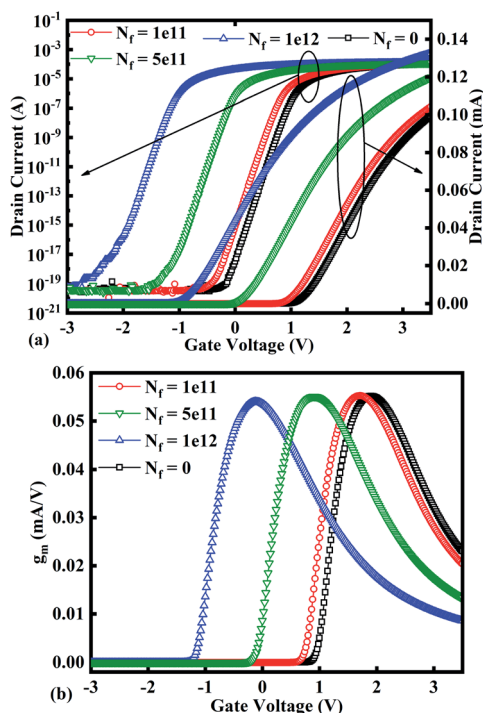 N_f = 1e11
N_f = 1e12
N_f = 0
N_f = 5e11
10^-1
10^-3
10^-5
10^-7
10^-9
10^-11
10^-13
10^-15
10^-17
10^-19
10^-21
Drain Current (A)
0.14
0.12
0.10
0.08
0.06
0.04
0.02
0.00
Drain Current (mA)
-3 -2 -1 0 1 2 3
Gate Voltage (V)
(a)
N_f = 1e11
N_f = 5e11
N_f = 1e12
N_f = 0
0.06
0.05
0.04
0.03
0.02
0.01
0.00
g_m (mA/V)
-3 -2 -1 0 1 2 3
Gate Voltage (V)
(b)